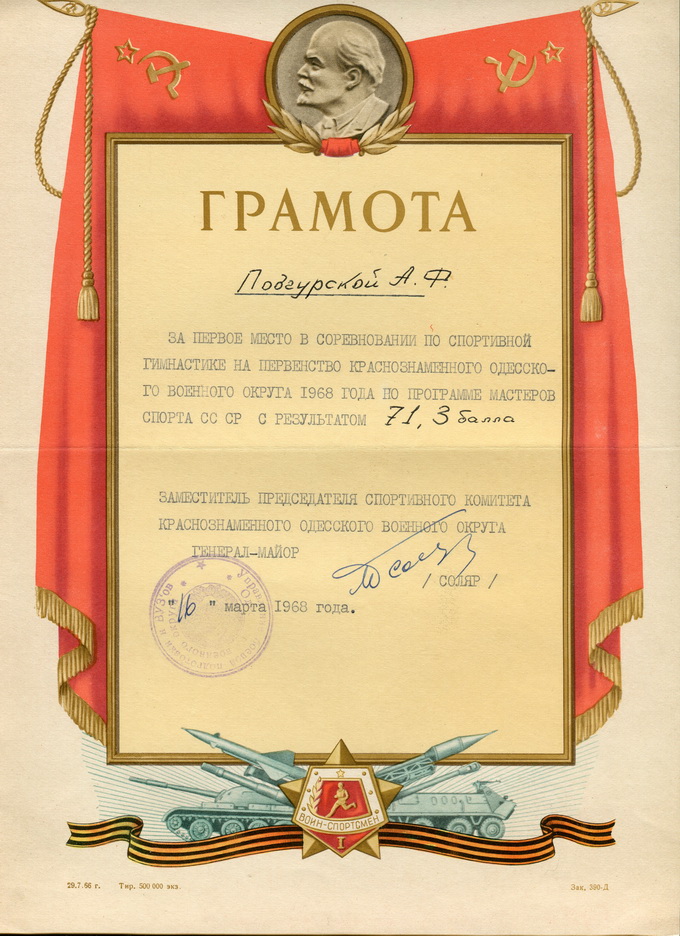 ГРАМОТА
Подгурской А. Ф.
ЗА ПЕРВОЕ МЕСТО В СОРЕВНОВАНИИ ПО СПОРТИВНОЙ
ГИМНАСТИКЕ НА ПЕРВЕНСТВО КРАСНОЗНАМЕННОГО ОДЕССКО-
ГО ВОЕННОГО ОКРУГА 1968 ГОДА ПО ПРОГРАММЕ МАСТЕРОВ
СПОРТА СС СР С РЕЗУЛЬТАТОМ 71, 3 балла
ЗАМЕСТИТЕЛЬ ПРЕДСЕДАТЕЛЯ СПОРТИВНОГО КОМИТЕТА
КРАСНОЗНАМЕННОГО ОДЕССКОГО ВОЕННОГО ОКРУГА
ГЕНЕРАЛ-МАЙОР
/ СОЛЯР /
"16" марта 1968 года.
ВОИН-СПОРТСМЕН
I
29.7.66 г. Тир. 500 000 экз. Зак. 390-Д